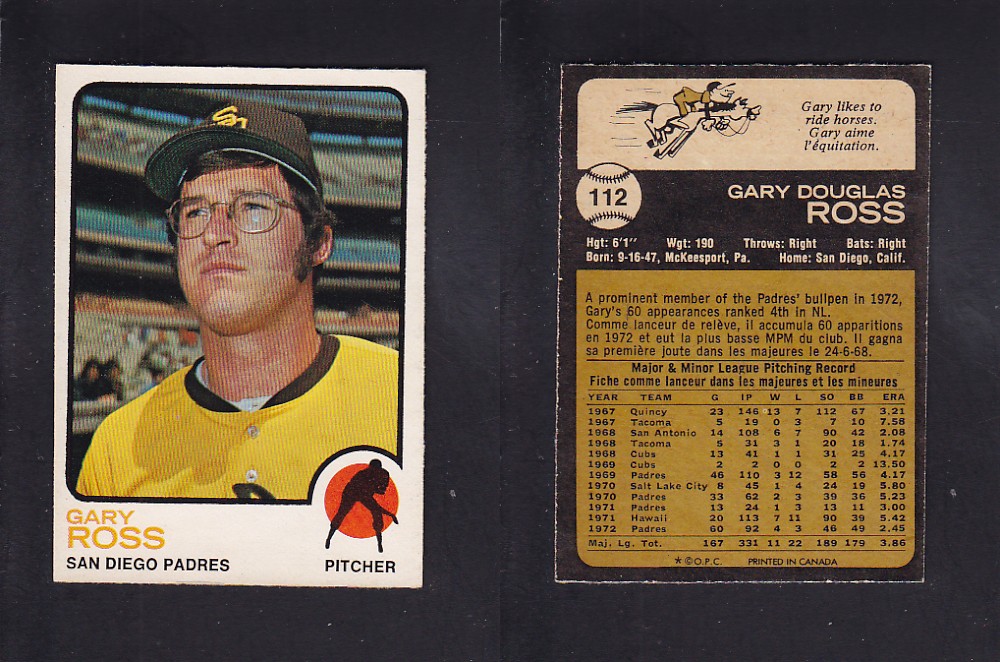 SD
GARY
ROSS
SAN DIEGO PADRES
PITCHER
Gary likes to
ride horses.
Gary aime
l'équitation.
112
GARY DOUGLAS
ROSS
Hgt: 6'1" Wgt: 190 Throws: Right Bats: Right
Born: 9-16-47, McKeesport, Pa. Home: San Diego, Calif.
A prominent member of the Padres' bullpen in 1972,
Gary's 60 appearances ranked 4th in NL.
Comme lanceur de relève, il accumula 60 apparitions
en 1972 et eut la plus basse MPM du club. Il gagna
sa première joute dans les majeures le 24-6-68.
Major & Minor League Pitching Record
Fiche comme lanceur dans les majeures et les mineures
YEAR TEAM G IP W L SO BB ERA
1967 Quincy 23 146 13 7 112 67 3.21
1967 Tacoma 5 19 0 3 7 10 7.58
1968 San Antonio 14 108 6 7 90 42 2.08
1968 Tacoma 5 31 3 1 20 18 1.74
1968 Cubs 13 41 1 1 31 25 4.17
1969 Cubs 2 2 0 0 2 2 13.50
1969 Padres 46 110 3 12 58 56 4.17
1970 Salt Lake City 8 45 1 4 24 19 5.80
1970 Padres 33 62 2 3 39 36 5.23
1971 Padres 13 24 1 3 13 11 3.00
1971 Hawaii 20 113 7 11 90 39 5.42
1972 Padres 60 92 4 3 46 49 2.45
Maj. Lg. Tot. 167 331 11 22 189 179 3.86
* © O.P.C. PRINTED IN CANADA